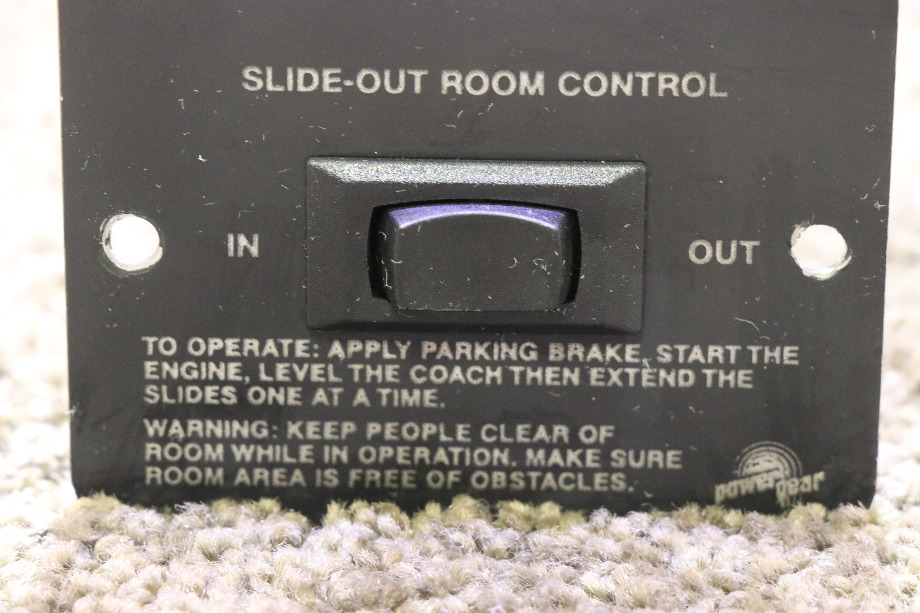 SLIDE-OUT ROOM CONTROL
IN
OUT
TO OPERATE: APPLY PARKING BRAKE, START THE
ENGINE, LEVEL THE COACH THEN EXTEND THE
SLIDES ONE AT A TIME.
WARNING: KEEP PEOPLE CLEAR OF
ROOM WHILE IN OPERATION. MAKE SURE
ROOM AREA IS FREE OF OBSTACLES.
power gear